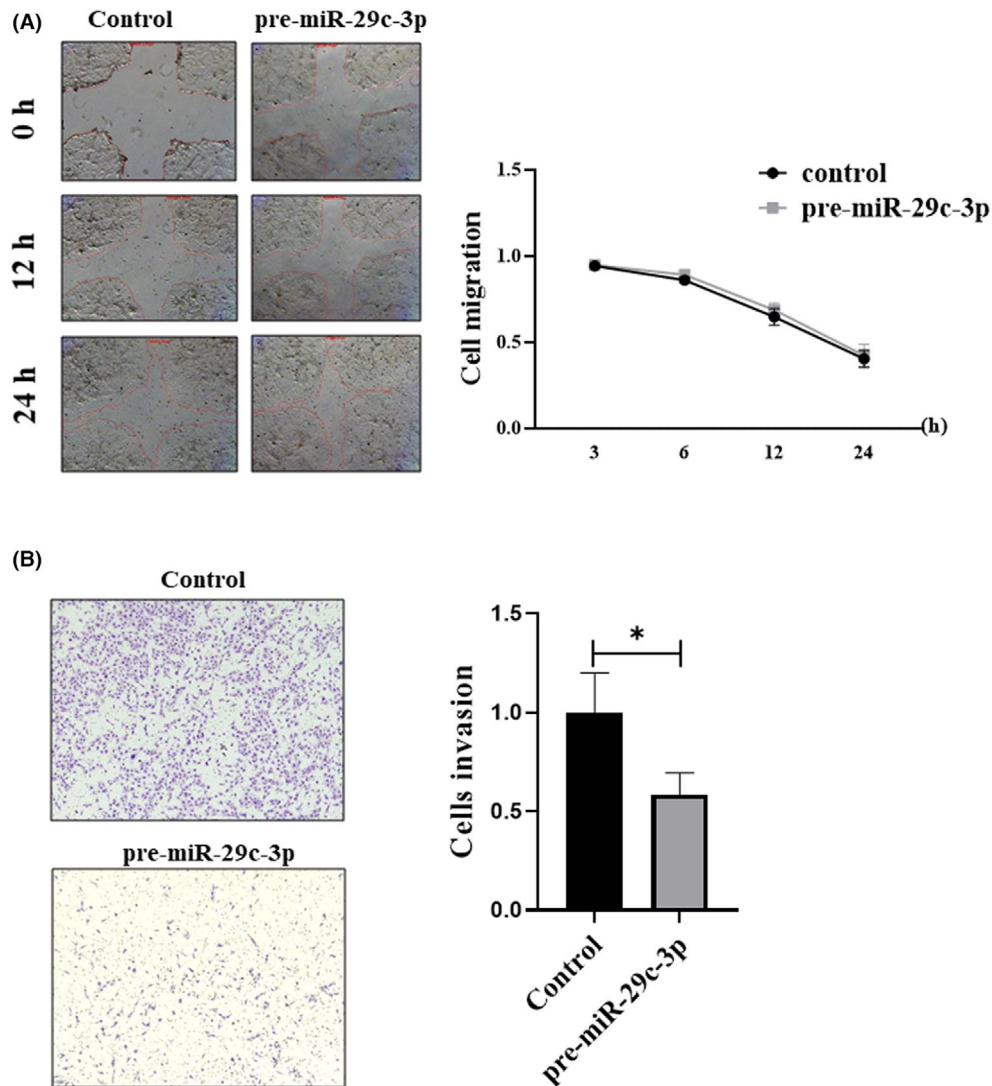 (A)
Control
pre-miR-29c-3p
0 h
12 h
24 h
control
pre-miR-29c-3p
Cell migration
1.5
1.0
0.5
0.0
3 6 12 24 (h)
(B)
Control
pre-miR-29c-3p
Cells invasion
1.5
1.0
0.5
0.0
*
Control
pre-miR-29c-3p